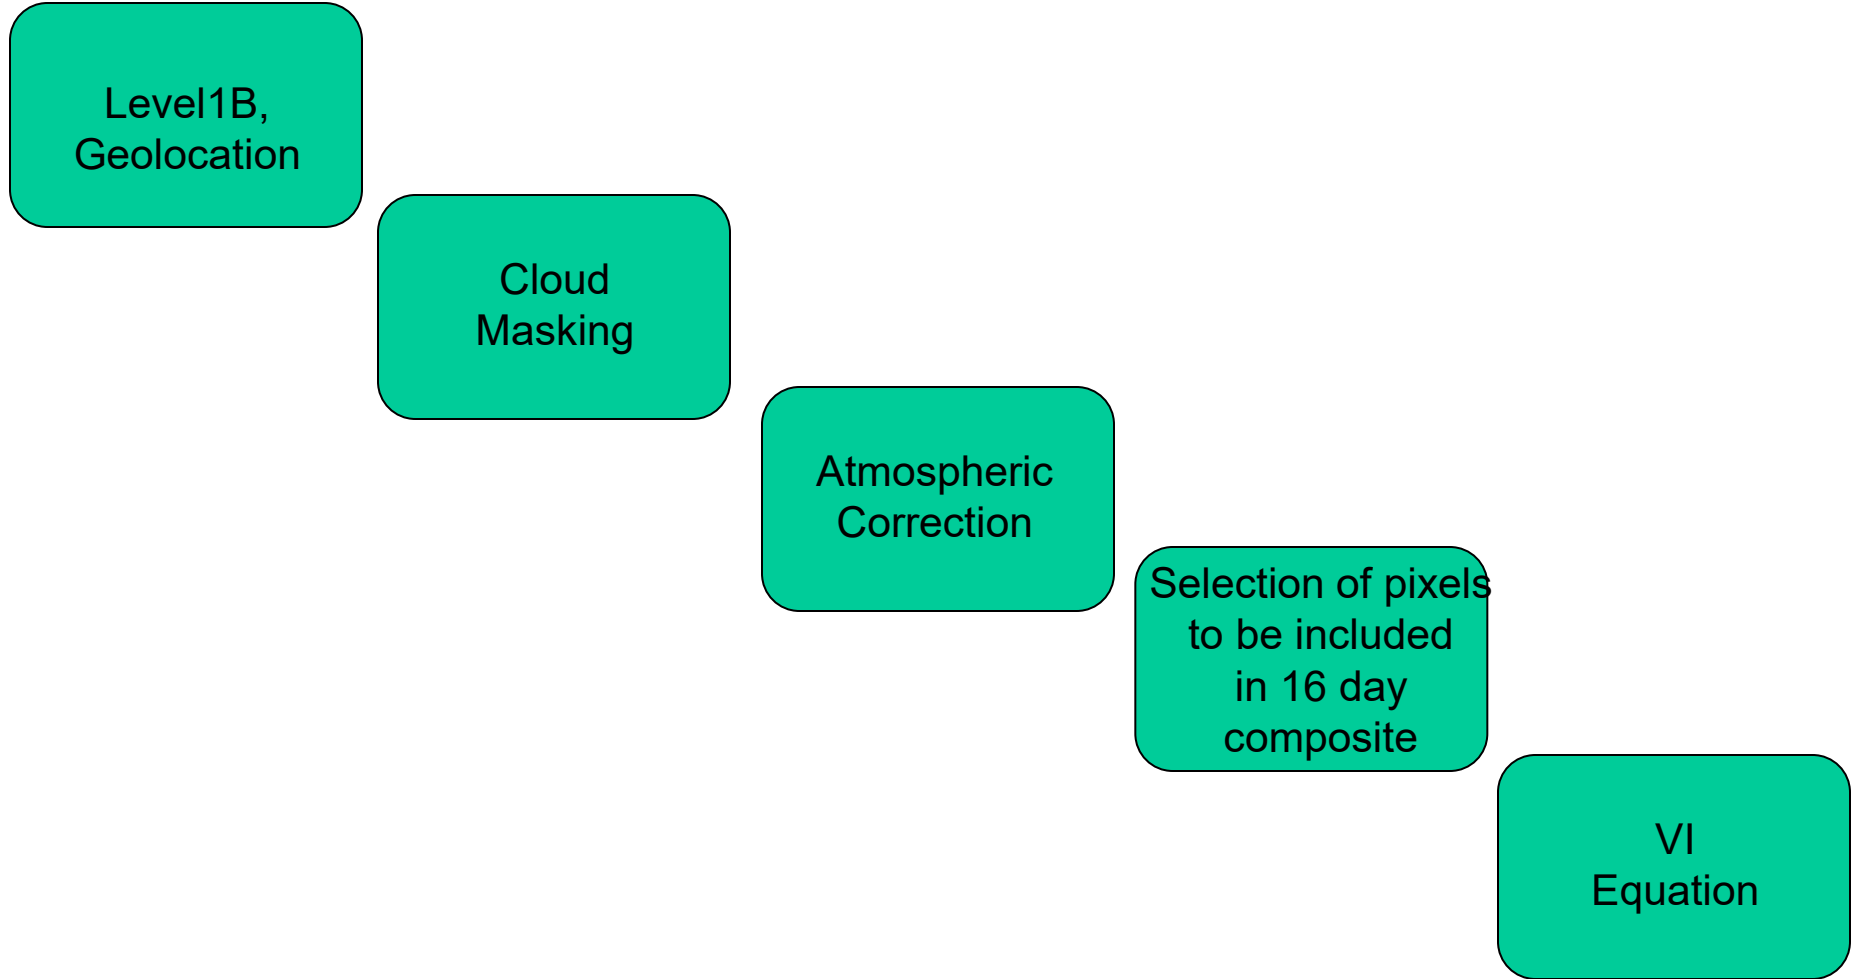 Level1B,
Geolocation
Cloud
Masking
Atmospheric
Correction
Selection of pixels
to be included
in 16 day
composite
VI
Equation